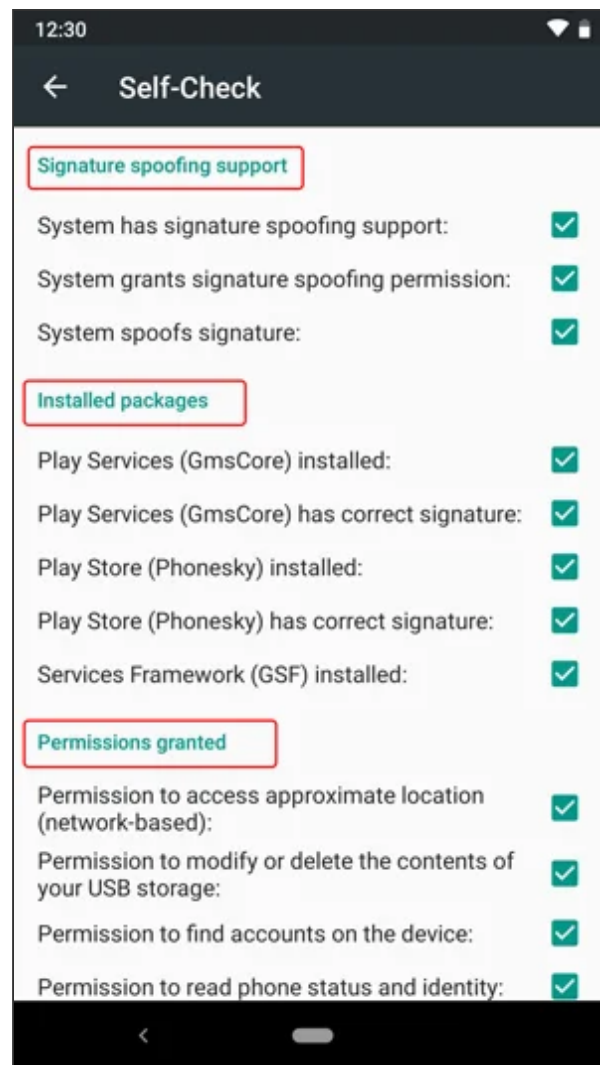 12:30
Self-Check
Signature spoofing support
System has signature spoofing support:
System grants signature spoofing permission:
System spoofs signature:
Installed packages
Play Services (GmsCore) installed:
Play Services (GmsCore) has correct signature:
Play Store (Phonesky) installed:
Play Store (Phonesky) has correct signature:
Services Framework (GSF) installed:
Permissions granted
Permission to access approximate location
(network-based):
Permission to modify or delete the contents of
your USB storage:
Permission to find accounts on the device:
Permission to read phone status and identity: